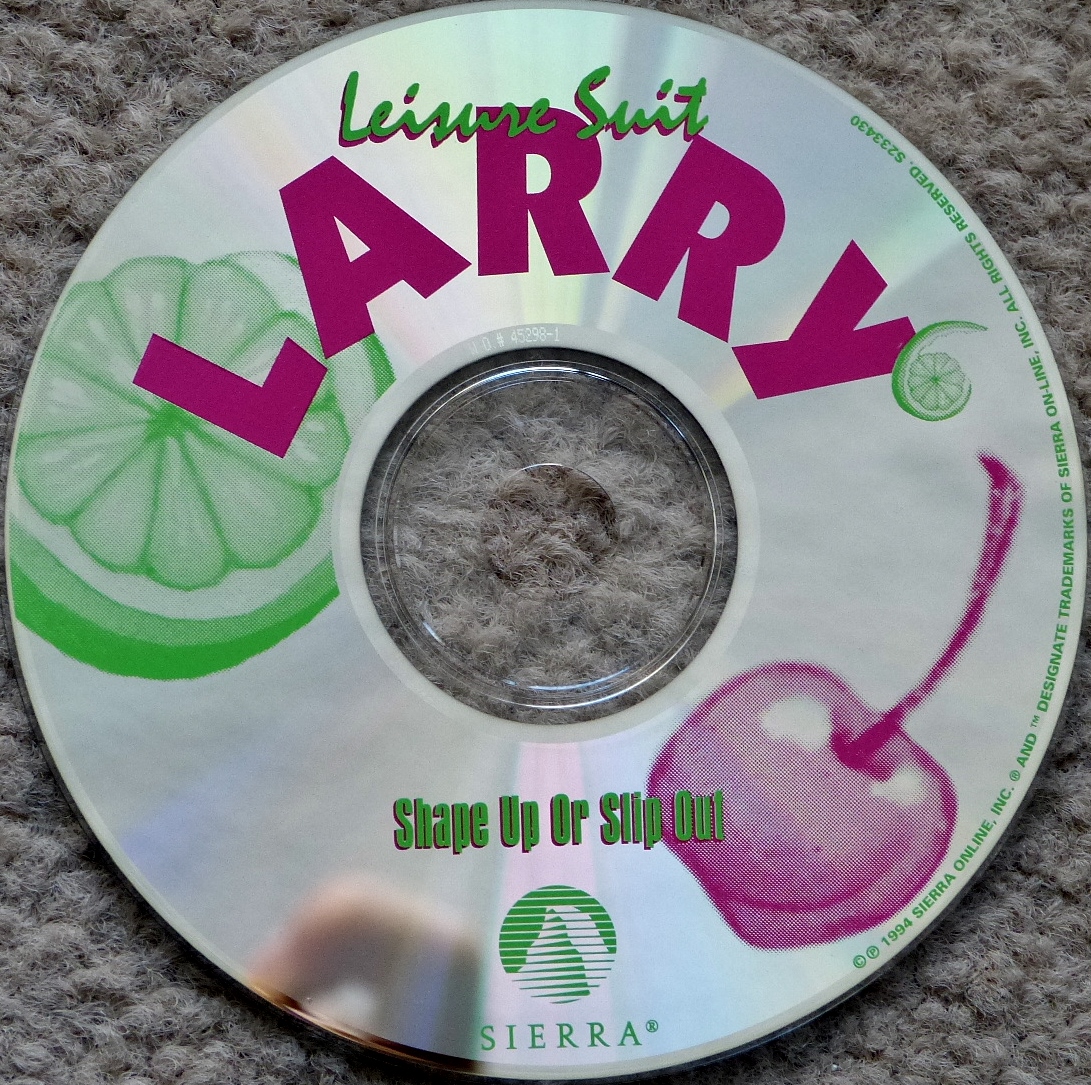 Leisure Suit
LARRY
J D # 45298-1
Shape Up Or Slip Out
SIERRA®
©℗ 1994 SIERRA ONLINE, INC. ® AND ™ DESIGNATE TRADEMARKS OF SIERRA ON-LINE, INC. ALL RIGHTS RESERVED. S233430